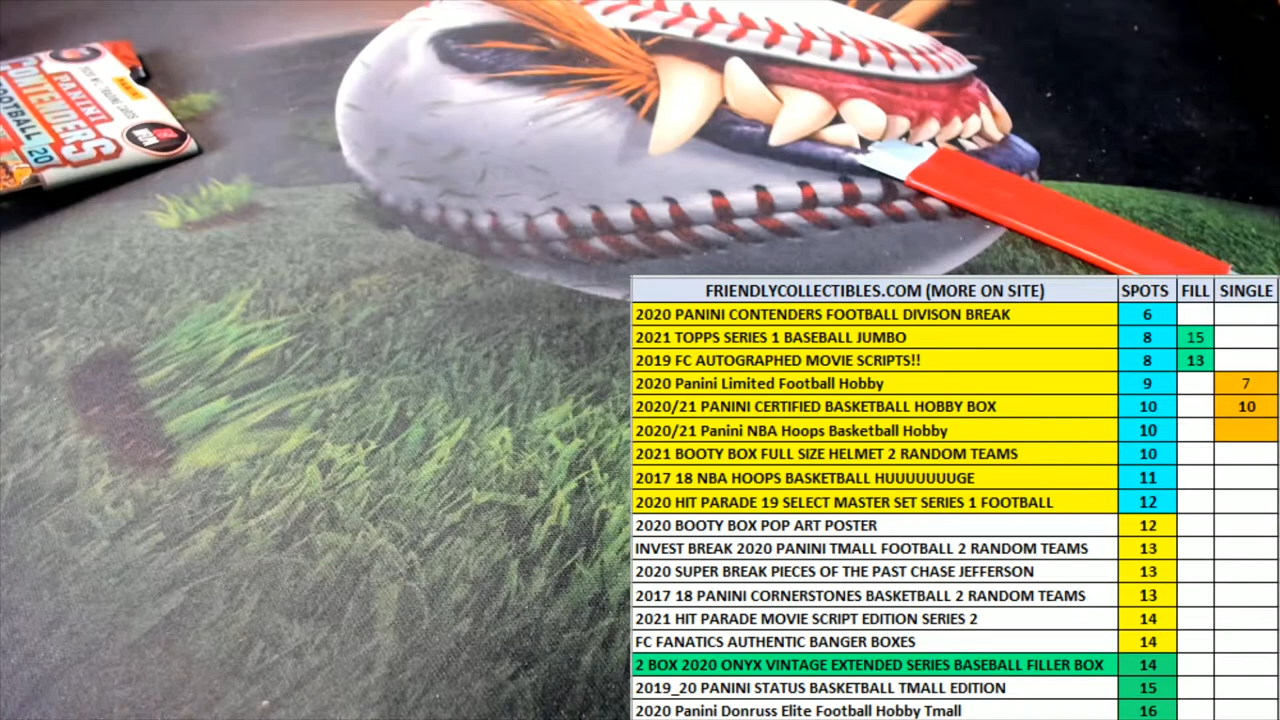 PANINI
PANINI
CONTENDERS
FOOTBALL 20
FRIENDLYCOLLECTIBLES.COM (MORE ON SITE) SPOTS FILL SINGLE
2020 PANINI CONTENDERS FOOTBALL DIVISON BREAK 6
2021 TOPPS SERIES 1 BASEBALL JUMBO 8 15
2019 FC AUTOGRAPHED MOVIE SCRIPTS!! 8 13
2020 Panini Limited Football Hobby 9 7
2020/21 PANINI CERTIFIED BASKETBALL HOBBY BOX 10 10
2020/21 Panini NBA Hoops Basketball Hobby 10
2021 BOOTY BOX FULL SIZE HELMET 2 RANDOM TEAMS 10
2017 18 NBA HOOPS BASKETBALL HUUUUUUUGE 11
2020 HIT PARADE 19 SELECT MASTER SET SERIES 1 FOOTBALL 12
2020 BOOTY BOX POP ART POSTER 12
INVEST BREAK 2020 PANINI TMALL FOOTBALL 2 RANDOM TEAMS 13
2020 SUPER BREAK PIECES OF THE PAST CHASE JEFFERSON 13
2017 18 PANINI CORNERSTONES BASKETBALL 2 RANDOM TEAMS 13
2021 HIT PARADE MOVIE SCRIPT EDITION SERIES 2 14
FC FANATICS AUTHENTIC BANGER BOXES 14
2 BOX 2020 ONYX VINTAGE EXTENDED SERIES BASEBALL FILLER BOX 14
2019_20 PANINI STATUS BASKETBALL TMALL EDITION 15
2020 Panini Donruss Elite Football Hobby Tmall 16